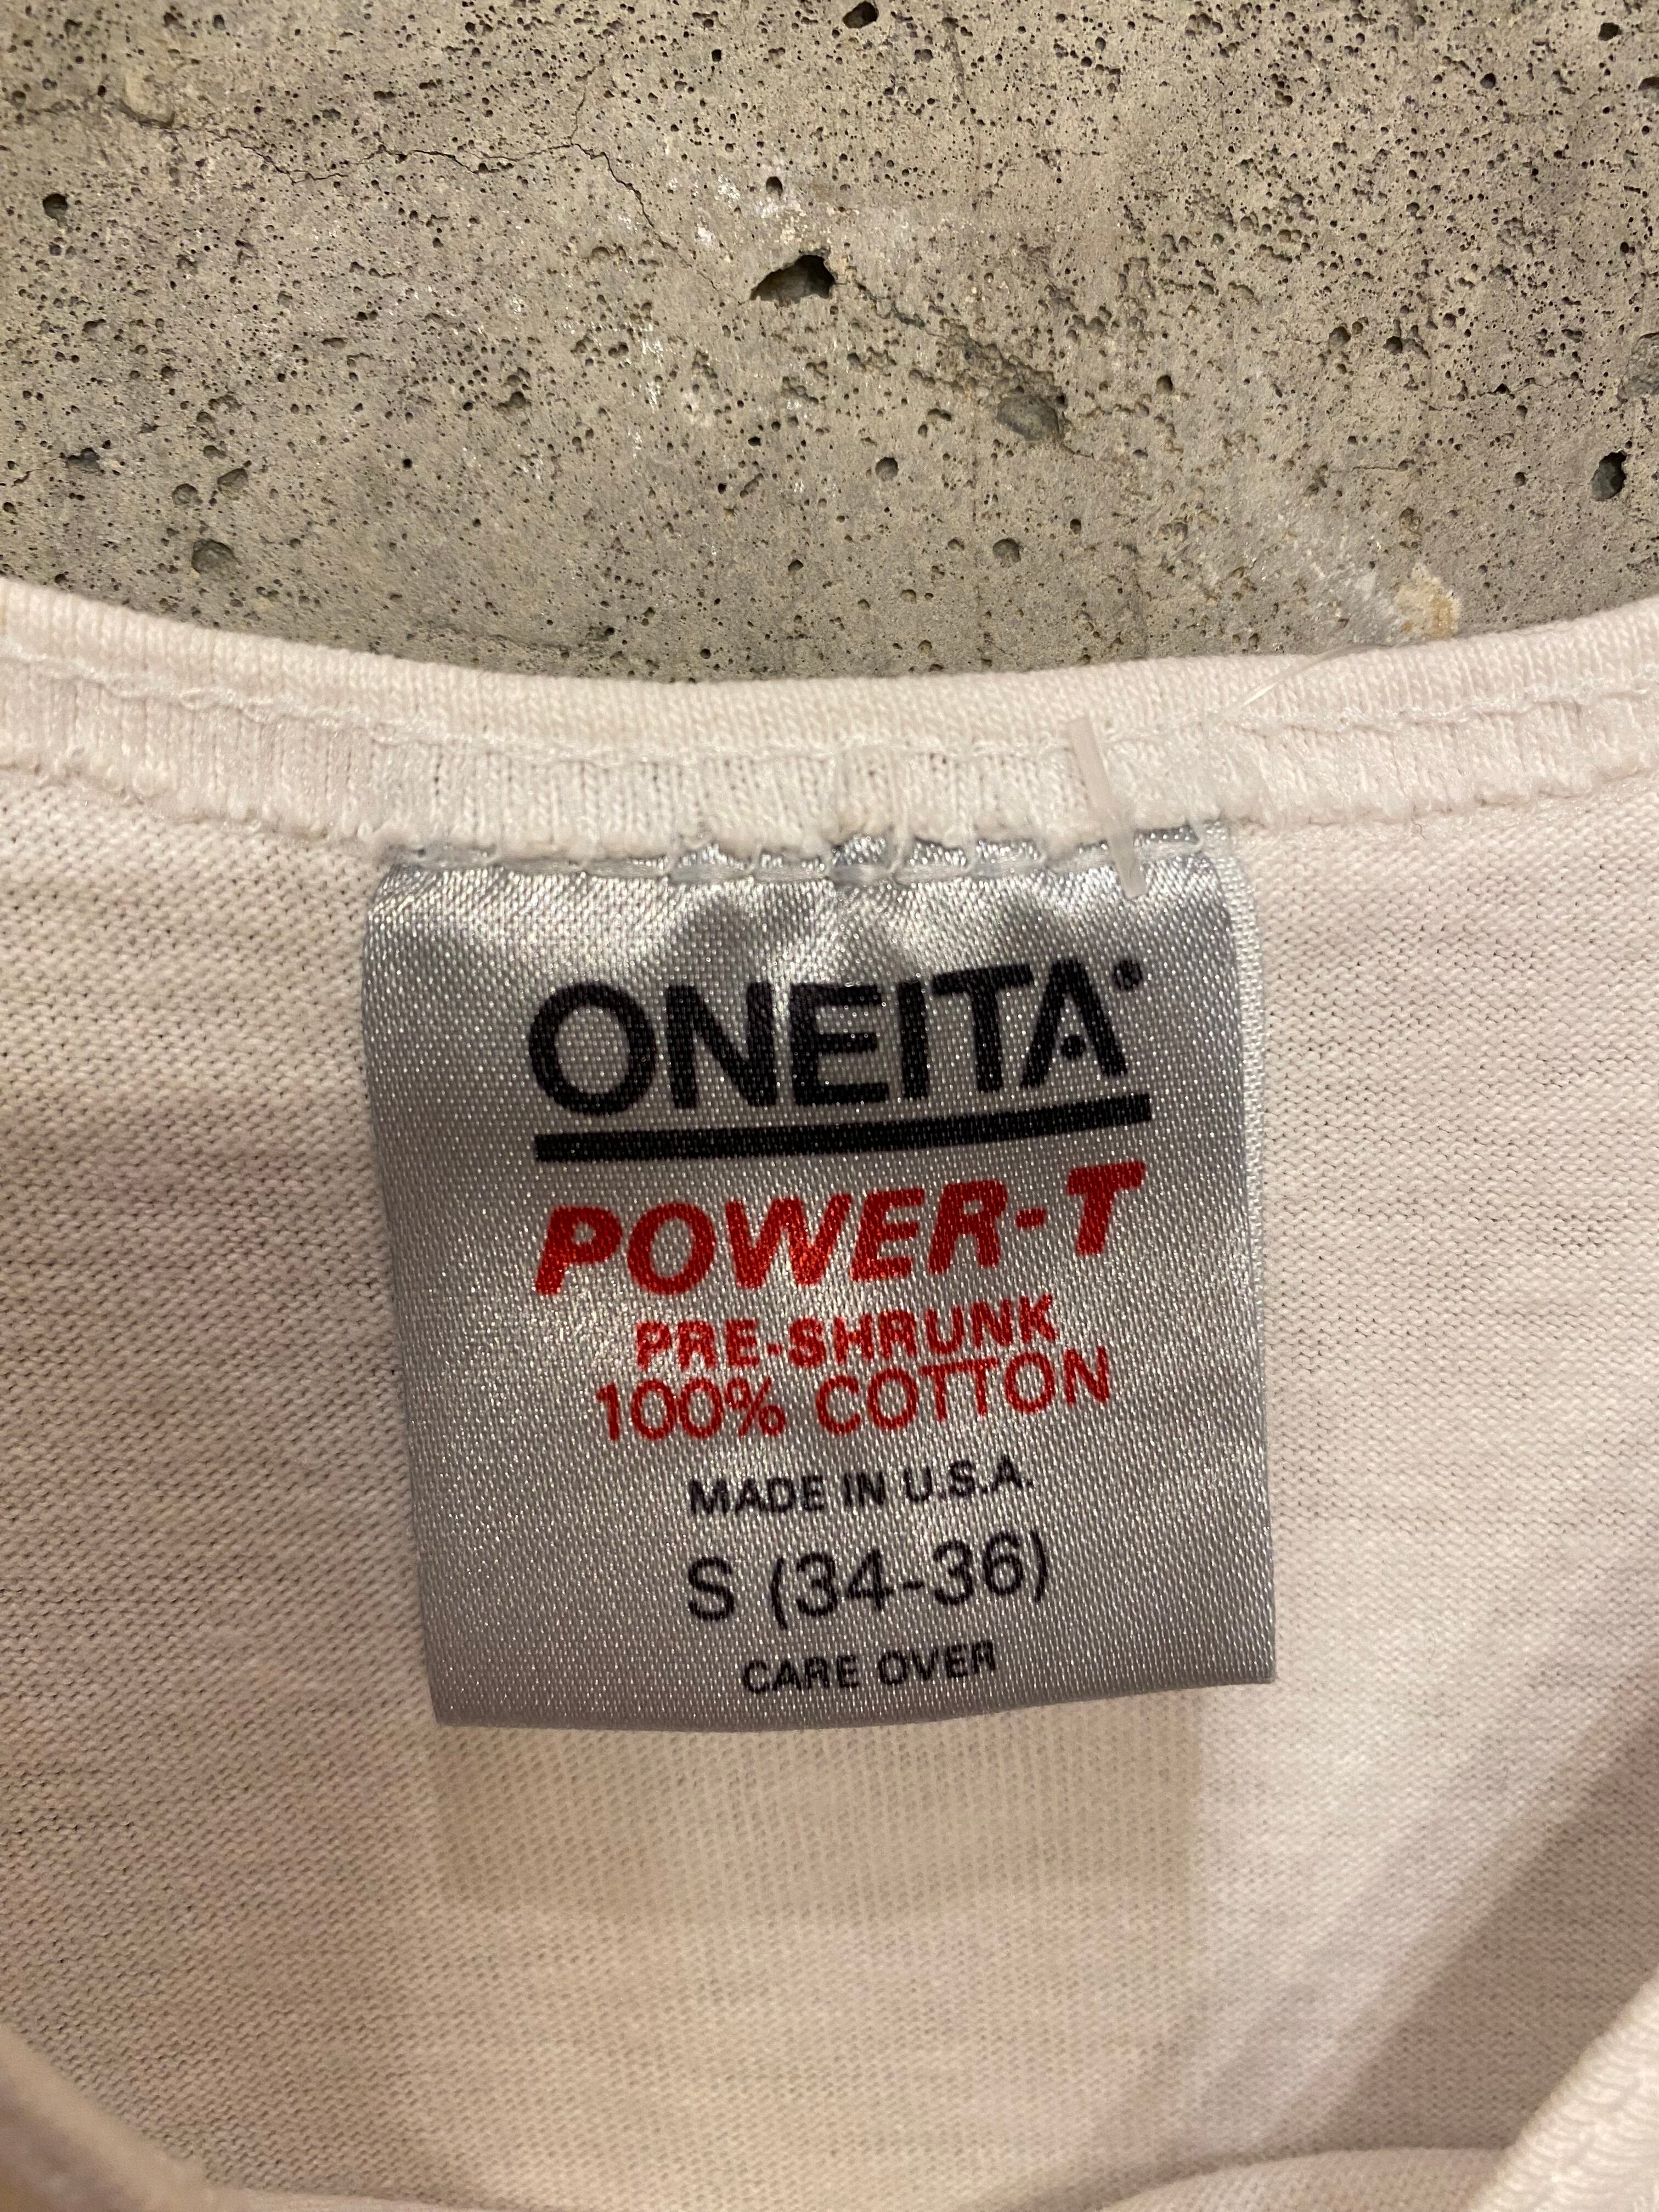 ONEITA®
POWER-T
PRE-SHRUNK
100% COTTON
MADE IN U.S.A.
S (34-36)
CARE OVER